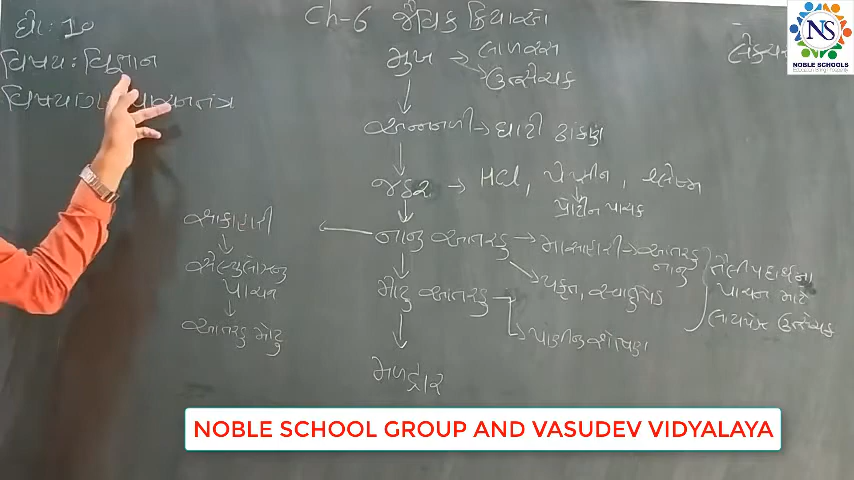 ધો: 10
Ch-6 જૈવિક ક્રિયાઓ
વિષય: વિજ્ઞાન
પાચનતંત્ર
મુખ → લાળરસ
ઉત્સેચક
અન્નનળી → ઘાટી ઢાંકણ
જઠર → HCl, પેપ્સીન, શ્લેષ્મ
પ્રોટીન પાચક
શાકાહારી ← નાનુ આંતરડુ → માંસાહારી → આંતરડુ નાનુ
યકૃત, સ્વાદુપિંડ
તૈલી પદાર્થના
પાચન માટે
લાયપેઝ ઉત્સેચક
સેલ્યુલોઝનુ
પાચન
આંતરડુ મોટુ
મોટુ આંતરડુ
પાણીનુ શોષણ
મળદ્વાર
NS
NOBLE SCHOOLS
NOBLE SCHOOL GROUP AND VASUDEV VIDYALAYA